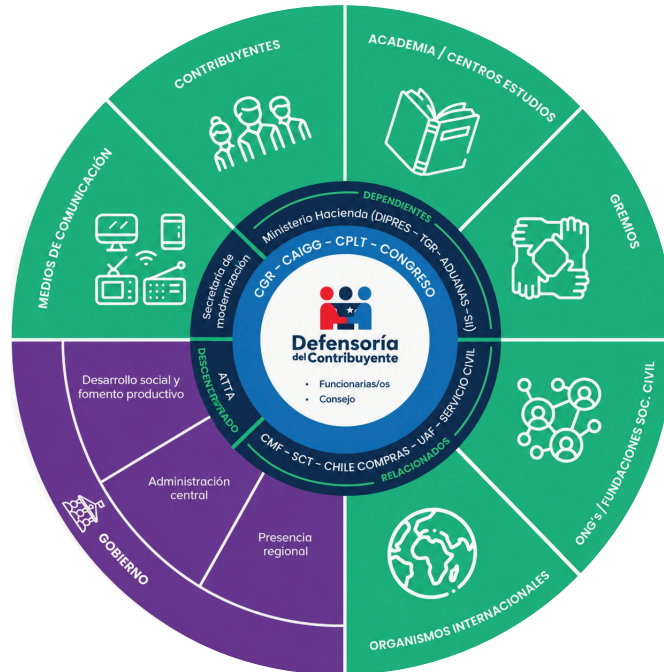 CONTRIBUYENTES
ACADEMIA / CENTROS ESTUDIOS
MEDIOS DE COMUNICACIÓN
GREMIOS
DEPENDIENTES
Ministerio Hacienda (DIPRES - TGR - ADUANAS - SII)
Secretaría de
modernización
CGR - CAIGG - CPLT - CONGRESO
Defensoría
del Contribuyente
• Funcionarias/os
• Consejo
DESCENTRADO
ATTA
CMF - SCT - CHILE COMPRAS - UAF - SERVICIO CIVIL
RELACIONADOS
Desarrollo social y
fomento productivo
Administración
central
Presencia
regional
GOBIERNO
ONG's / FUNDACIONES SOC. CIVIL
ORGANISMOS INTERNACIONALES